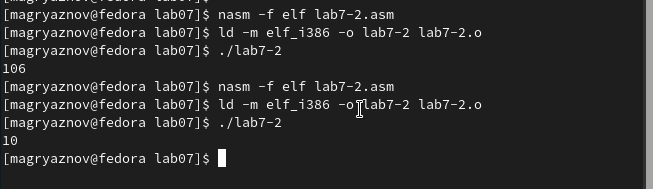 [magryaznov@fedora lab07]$ nasm -f elf lab7-2.asm
[magryaznov@fedora lab07]$ ld -m elf_i386 -o lab7-2 lab7-2.o
[magryaznov@fedora lab07]$ ./lab7-2
106
[magryaznov@fedora lab07]$ nasm -f elf lab7-2.asm
[magryaznov@fedora lab07]$ ld -m elf_i386 -o lab7-2 lab7-2.o
[magryaznov@fedora lab07]$ ./lab7-2
10
[magryaznov@fedora lab07]$